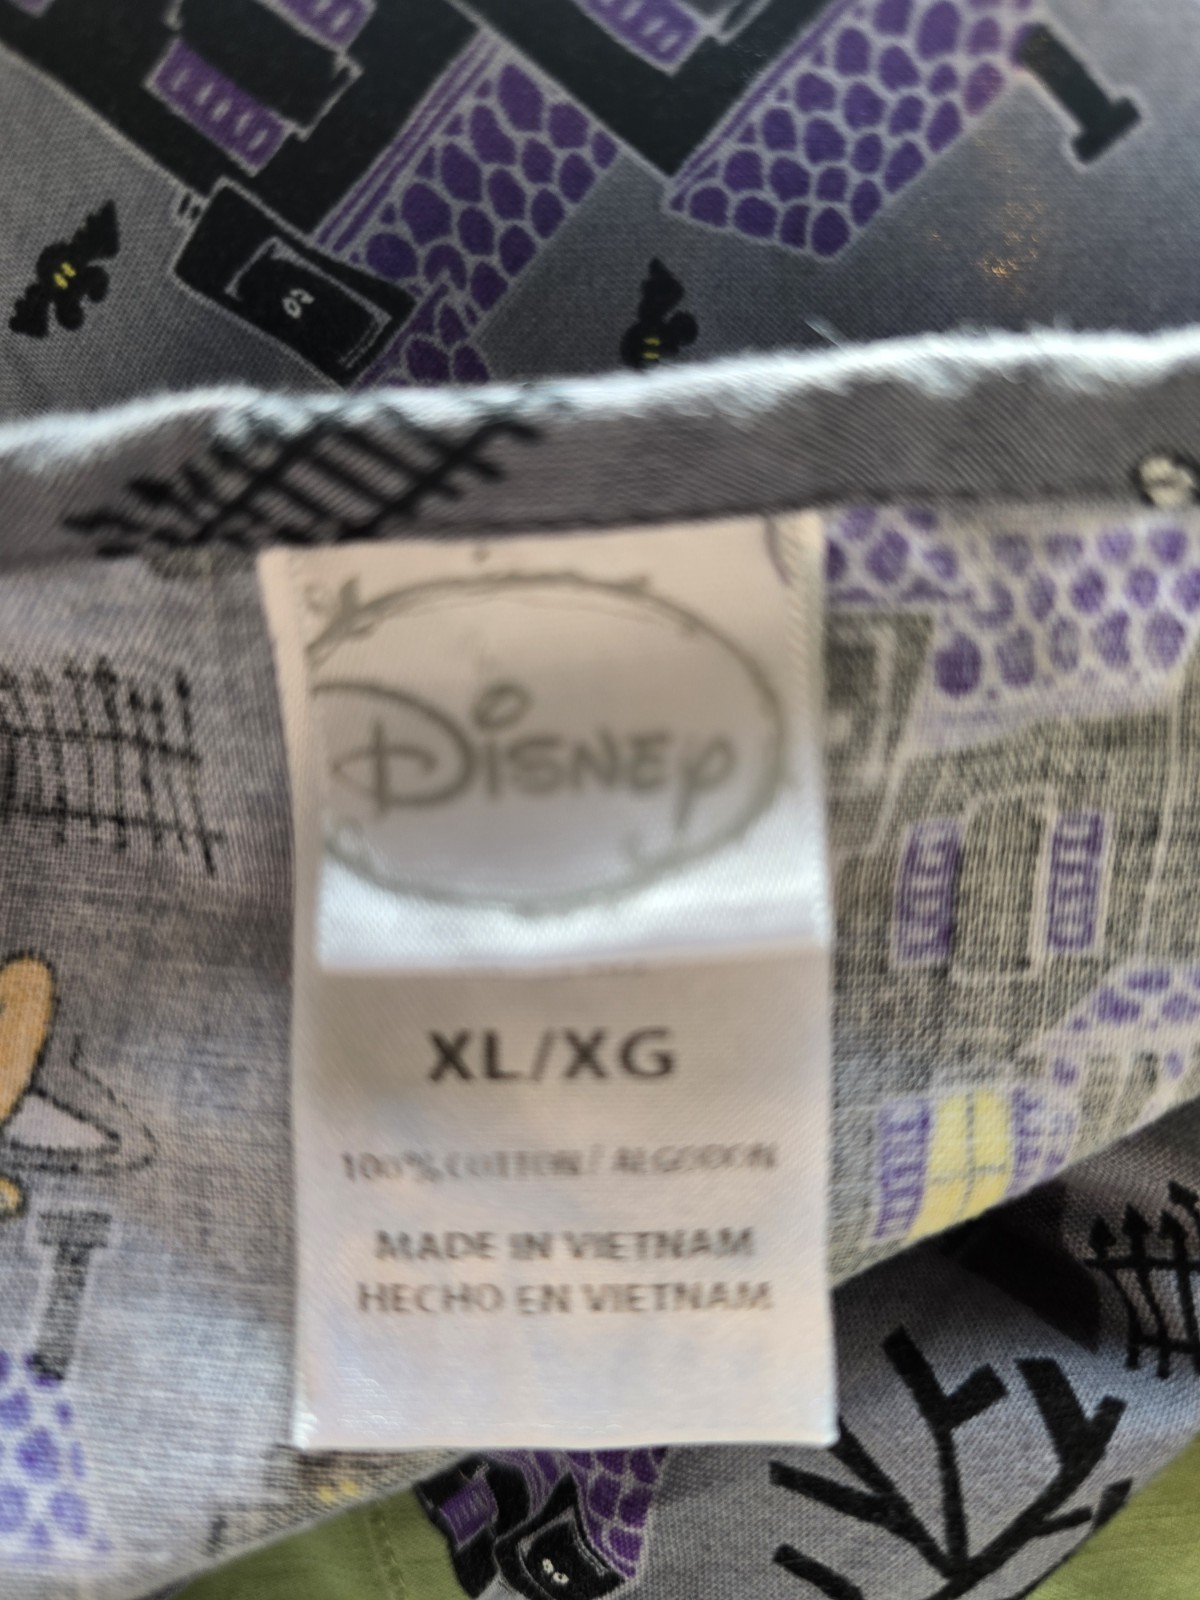 Disney
XL/XG
100% COTTON / ALGODON
MADE IN VIETNAM
HECHO EN VIETNAM